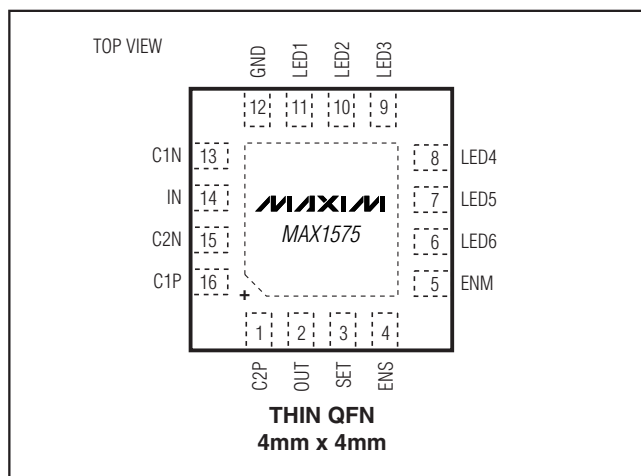 TOP VIEW
GND LED1 LED2 LED3
12 11 10 9
C1N 13 8 LED4
IN 14 7 LED5
C2N 15 6 LED6
C1P 16 5 ENM
MAXIM
MAX1575
+
1 2 3 4
C2P OUT SET ENS
THIN QFN
4mm x 4mm